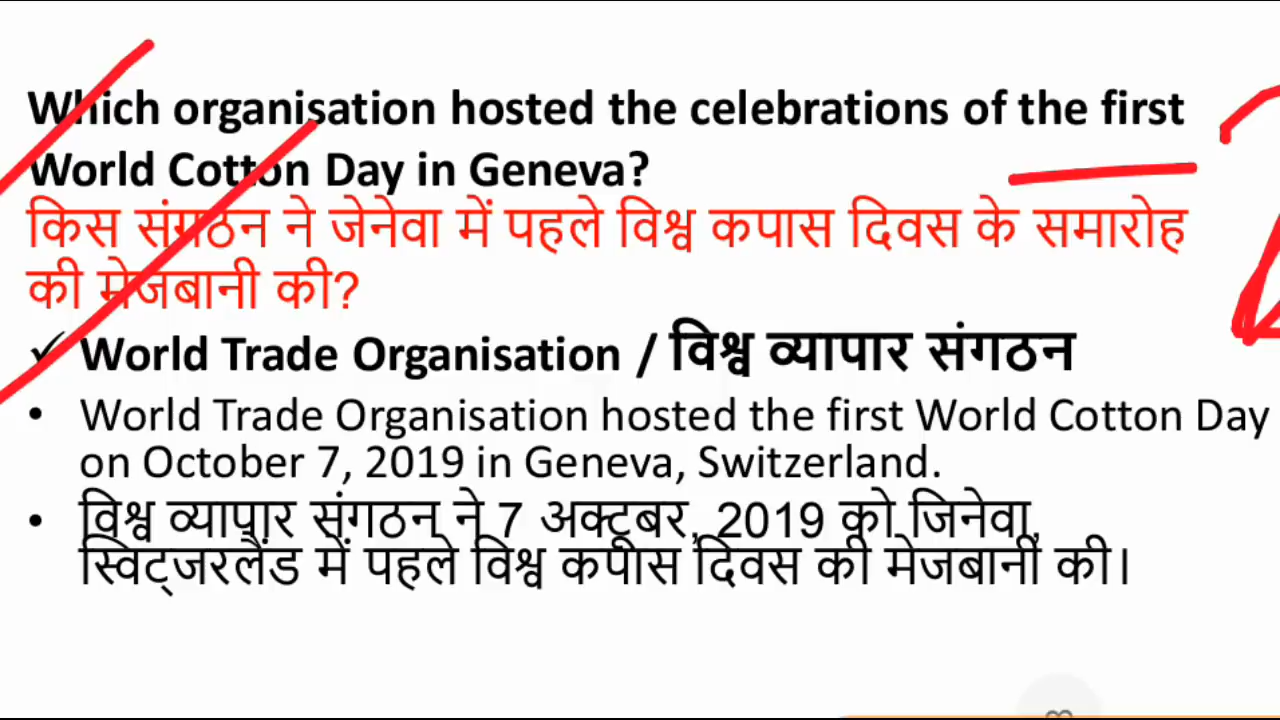 Which organisation hosted the celebrations of the first
World Cotton Day in Geneva?
किस संगठन ने जेनेवा में पहले विश्व कपास दिवस के समारोह
की मेजबानी की?
✓ World Trade Organisation / विश्व व्यापार संगठन
• World Trade Organisation hosted the first World Cotton Day
on October 7, 2019 in Geneva, Switzerland.
• विश्व व्यापार संगठन ने 7 अक्टूबर, 2019 को जिनेवा,
स्विट्जरलैंड में पहले विश्व कपास दिवस की मेजबानी की।